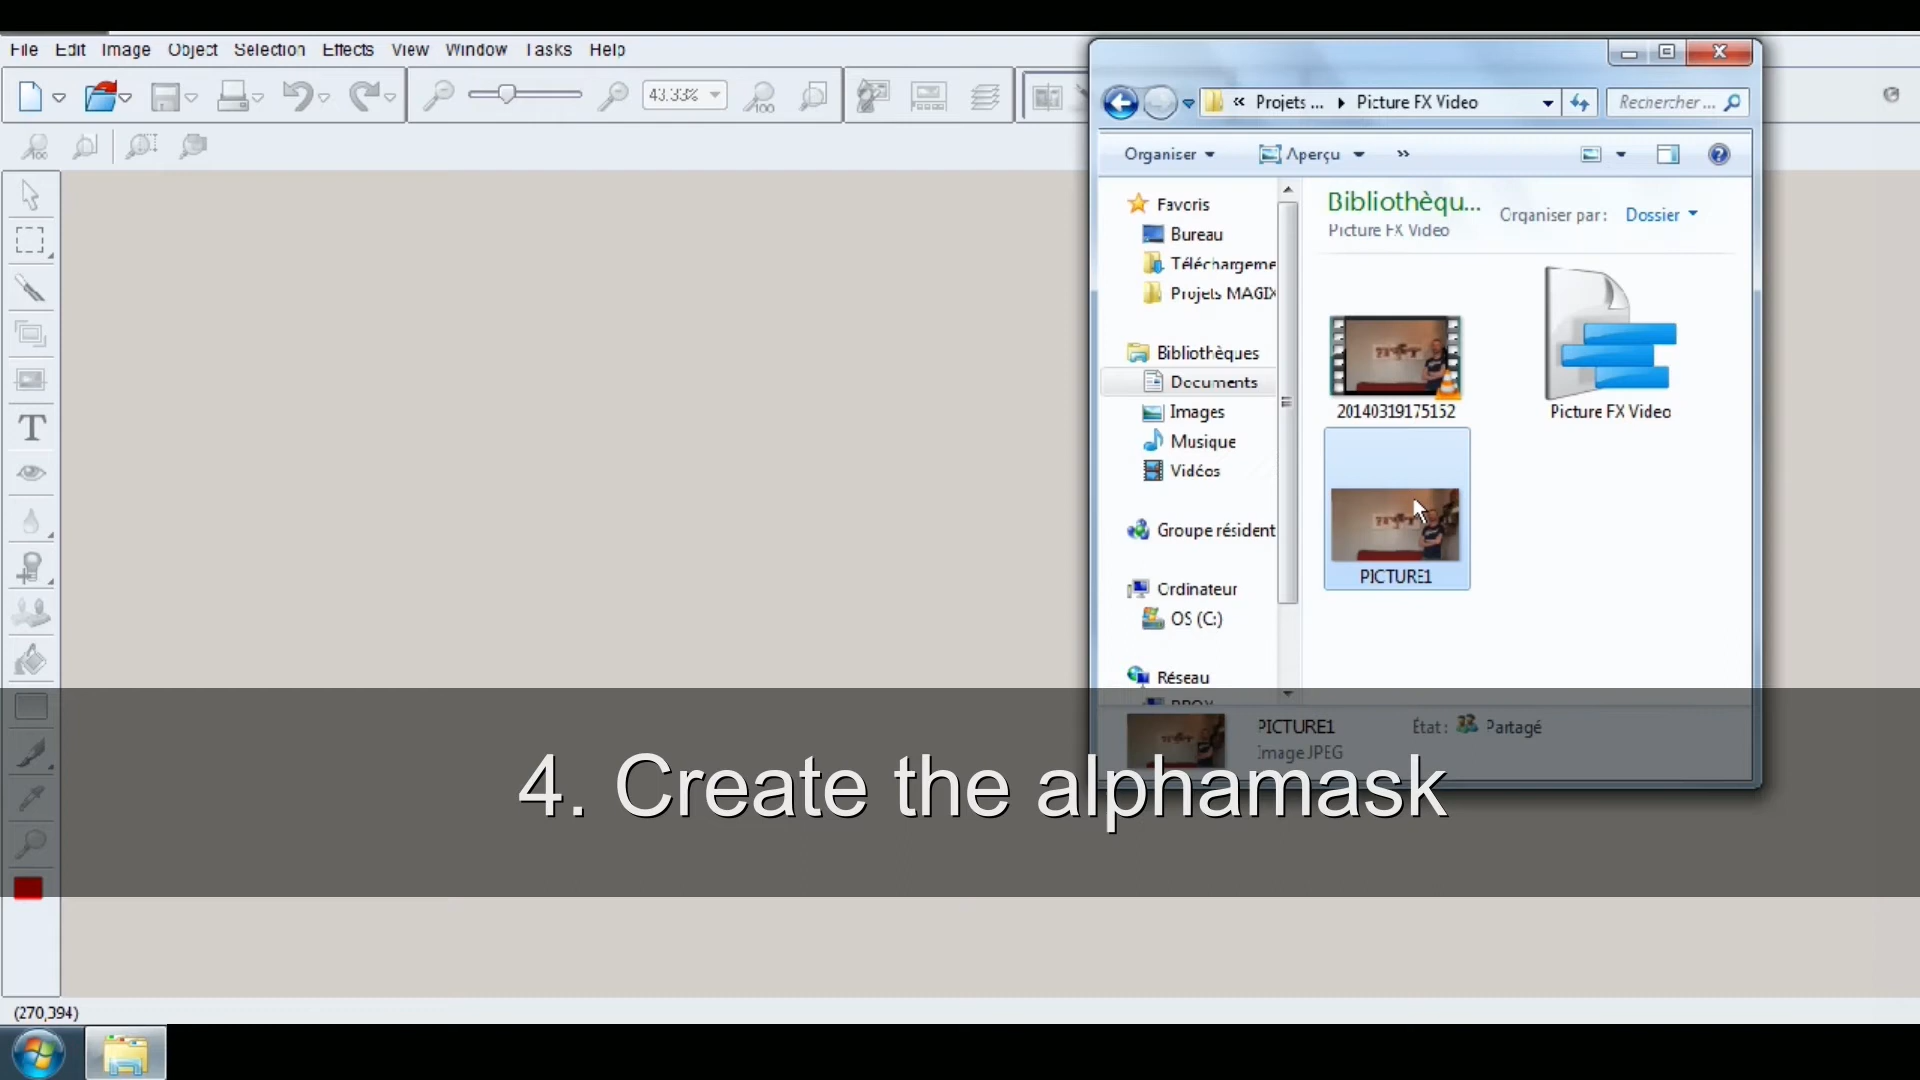 File Edit Image Object Selection Effects View Window Tasks Help
43.33%
100
100
« Projets ... Picture FX Video
Rechercher ...
Organiser
Aperçu
»
Favoris
Bureau
Téléchargeme
Projets MAGIX
Bibliothèques
Documents
Images
Musique
Vidéos
Groupe résident
Ordinateur
OS (C:)
Réseau
Bibliothèqu...
Picture FX Video
Organiser par :
Dossier
20140319175152
Picture FX Video
PICTURE1
PICTURE1
Image JPEG
État :
Partagé
4. Create the alphamask
(270,394)